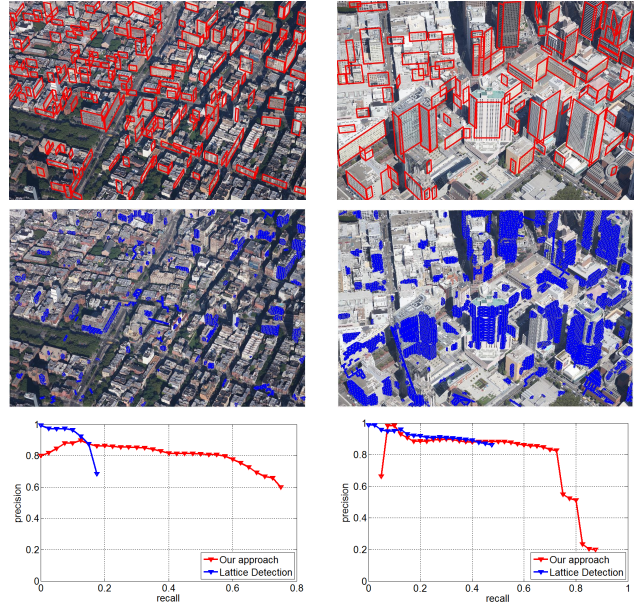 1
0.8
0.6
0.4
0.2
0
precision
0 0.2 0.4 0.6 0.8
recall
Our approach
Lattice Detection
1
0.8
0.6
0.4
0.2
0
precision
0 0.2 0.4 0.6 0.8 1
recall
Our approach
Lattice Detection